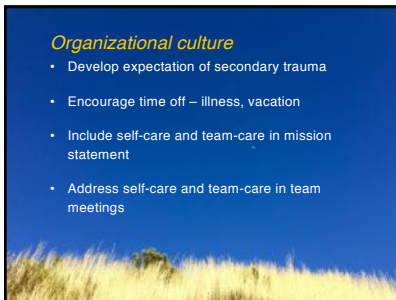 Organizational culture
• Develop expectation of secondary trauma
• Encourage time off – illness, vacation
• Include self-care and team-care in mission
statement
• Address self-care and team-care in team
meetings